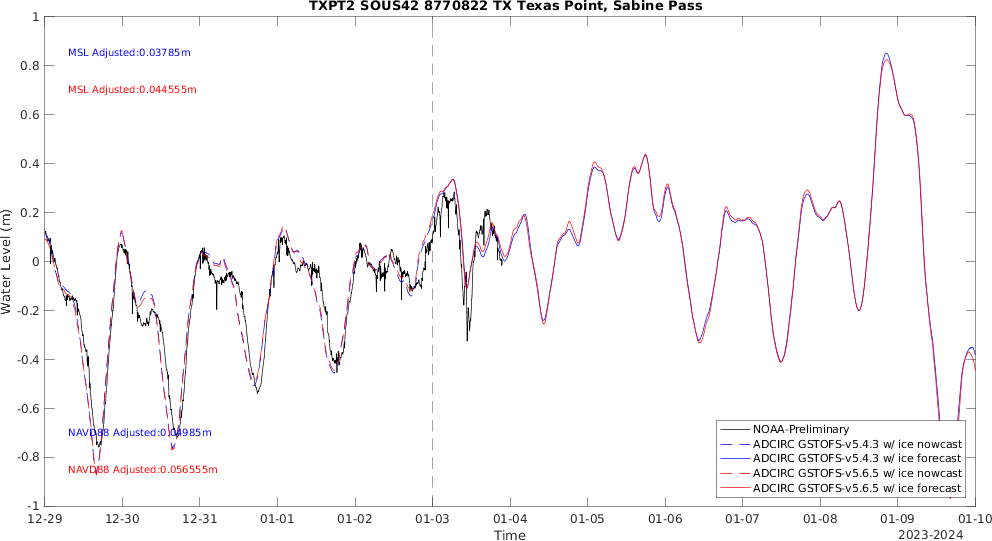 TXPT2 SOUS42 8770822 TX Texas Point, Sabine Pass
Water Level (m)
1
0.8
0.6
0.4
0.2
0
-0.2
-0.4
-0.6
-0.8
-1
MSL Adjusted:0.03785m
MSL Adjusted:0.044555m
NAVD88 Adjusted:0.04985m
NAVD88 Adjusted:0.056555m
NOAA-Preliminary
ADCIRC GSTOFS-v5.4.3 w/ ice nowcast
ADCIRC GSTOFS-v5.4.3 w/ ice forecast
ADCIRC GSTOFS-v5.6.5 w/ ice nowcast
ADCIRC GSTOFS-v5.6.5 w/ ice forecast
12-29 12-30 12-31 01-01 01-02 01-03 01-04 01-05 01-06 01-07 01-08 01-09 01-10
Time
2023-2024